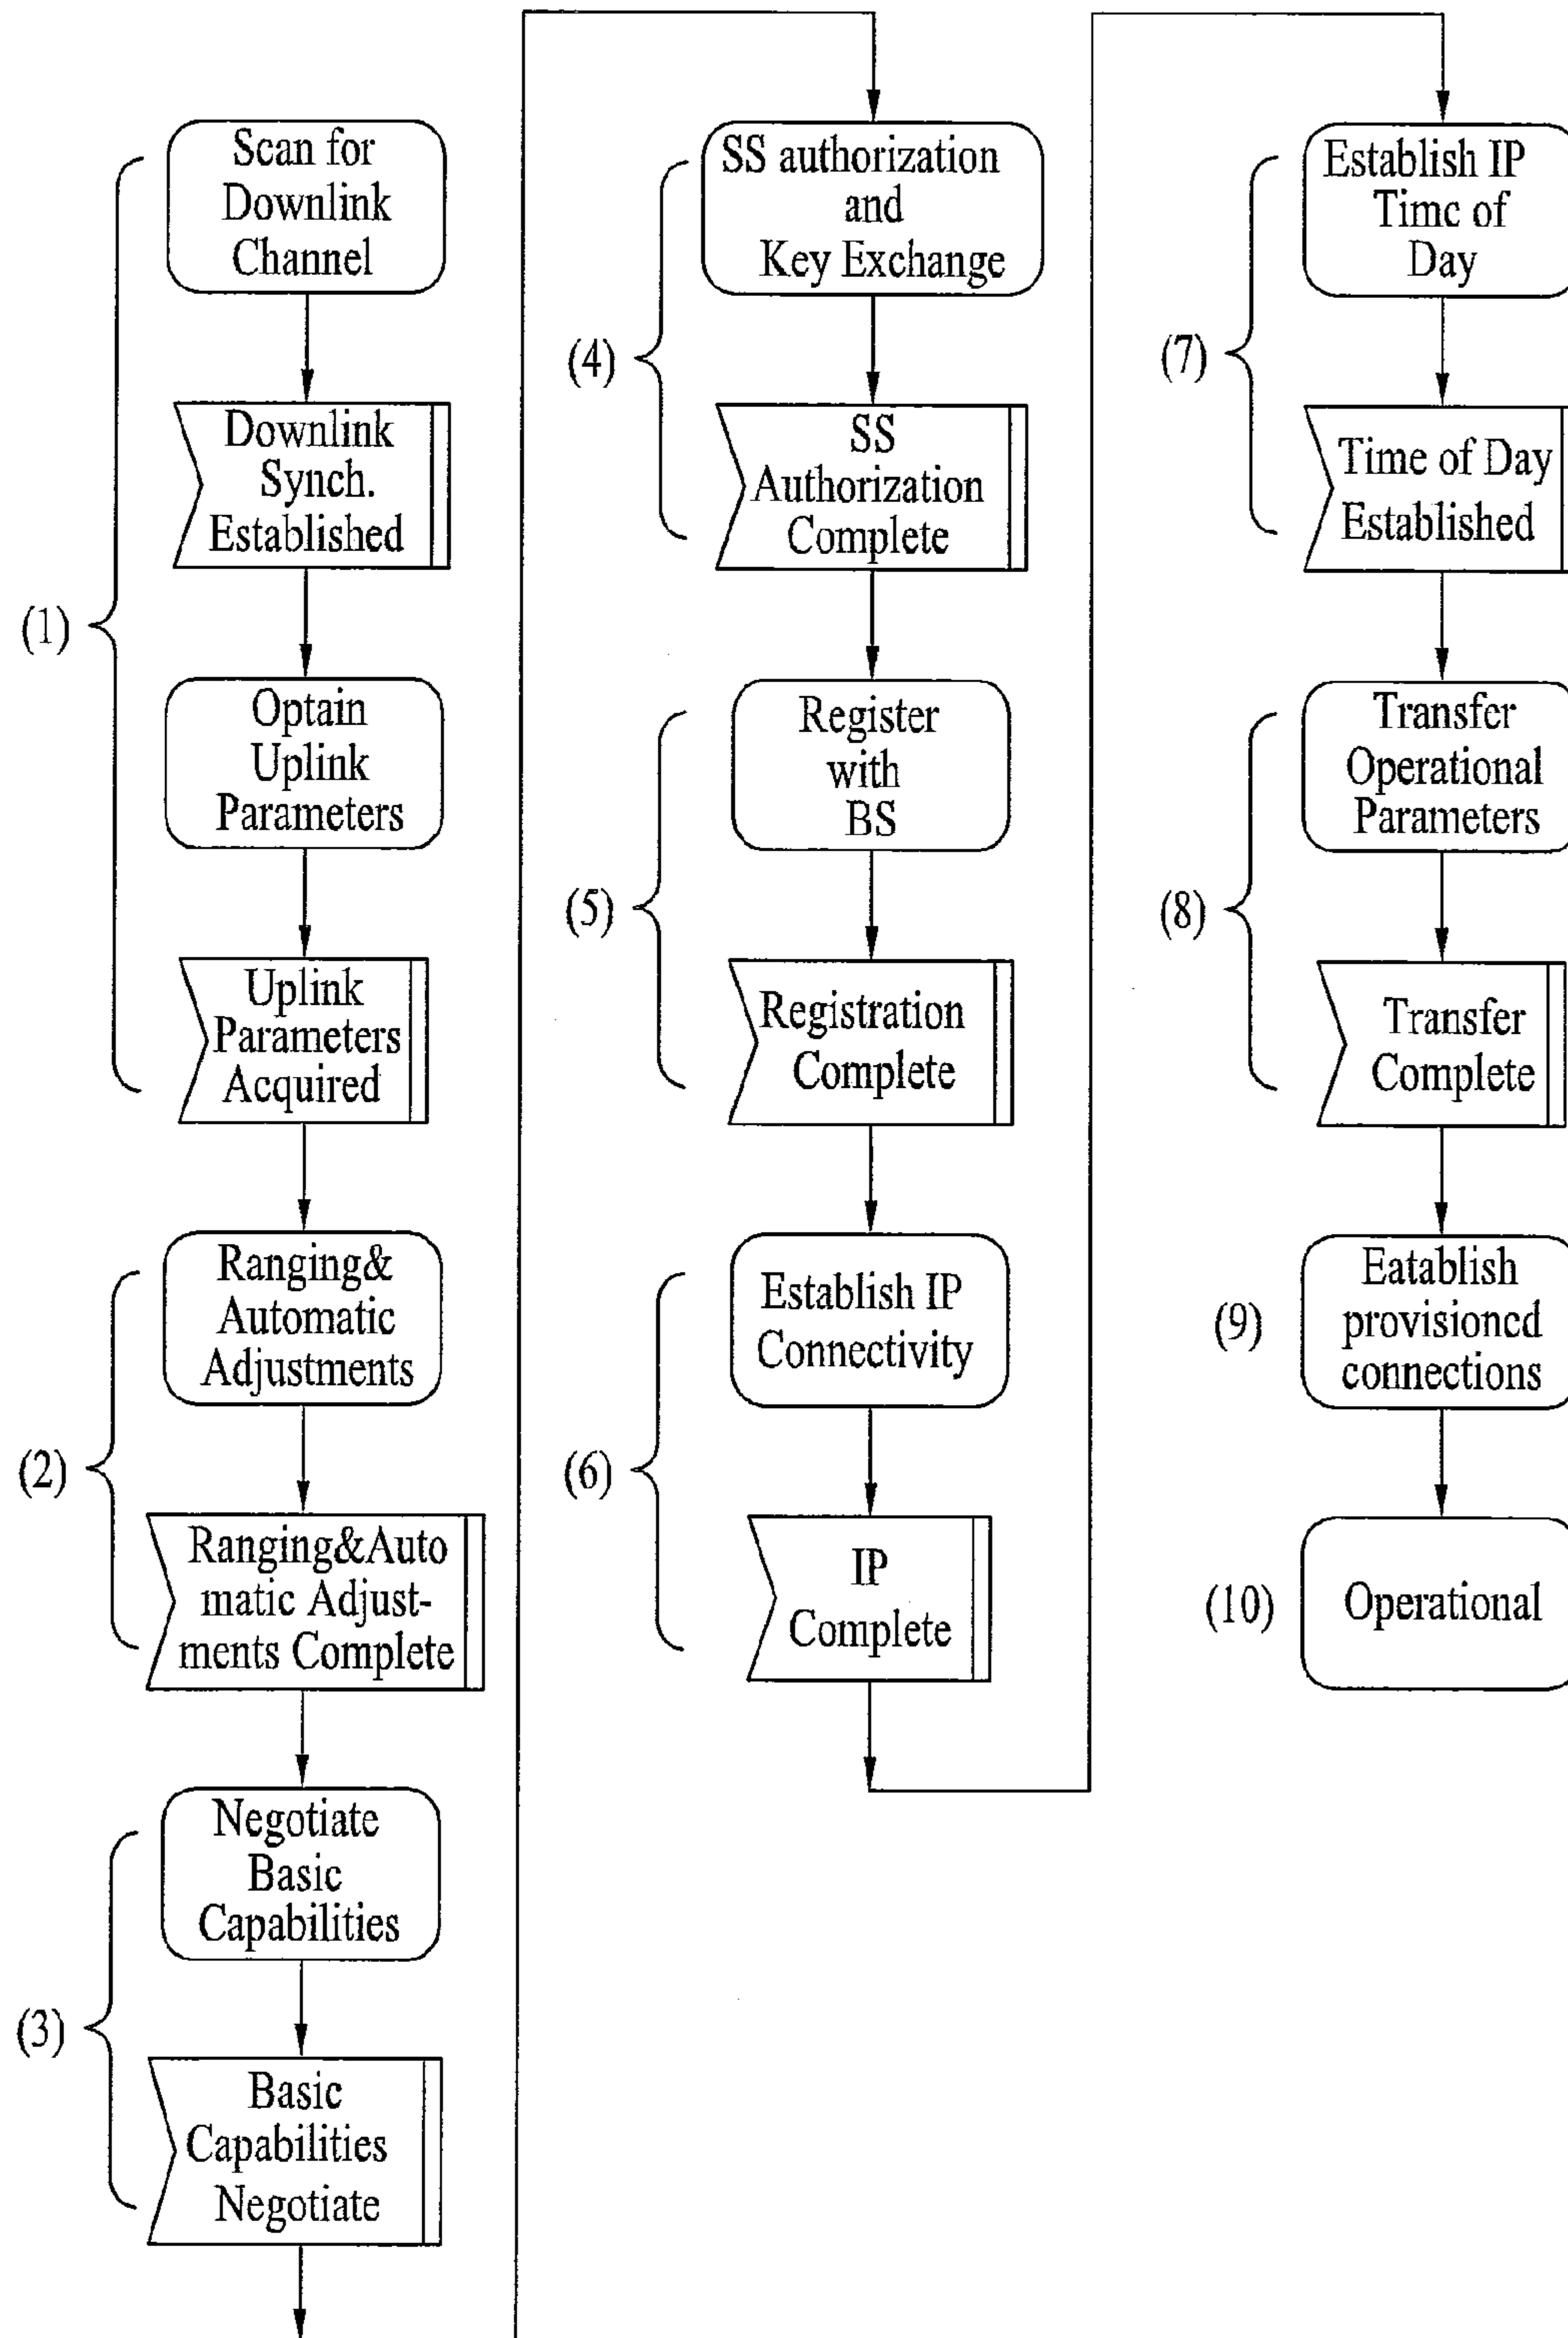 Scan for
Downlink
Channel
Downlink
Synch.
Established
(1)
Optain
Uplink
Parameters
Uplink
Parameters
Acquired
Ranging&
Automatic
Adjustments
(2)
Ranging&Auto
matic Adjust-
ments Complete
Negotiate
Basic
Capabilities
(3)
Basic
Capabilities
Negotiate
SS authorization
and
Key Exchange
(4)
SS
Authorization
Complete
Register
with
BS
(5)
Registration
Complete
Establish IP
Connectivity
(6)
IP
Complete
Establish IP
Time of
Day
(7)
Time of Day
Established
Transfer
Operational
Parameters
(8)
Transfer
Complete
Eatablish
provisioned
connections
(9)
(10)
Operational